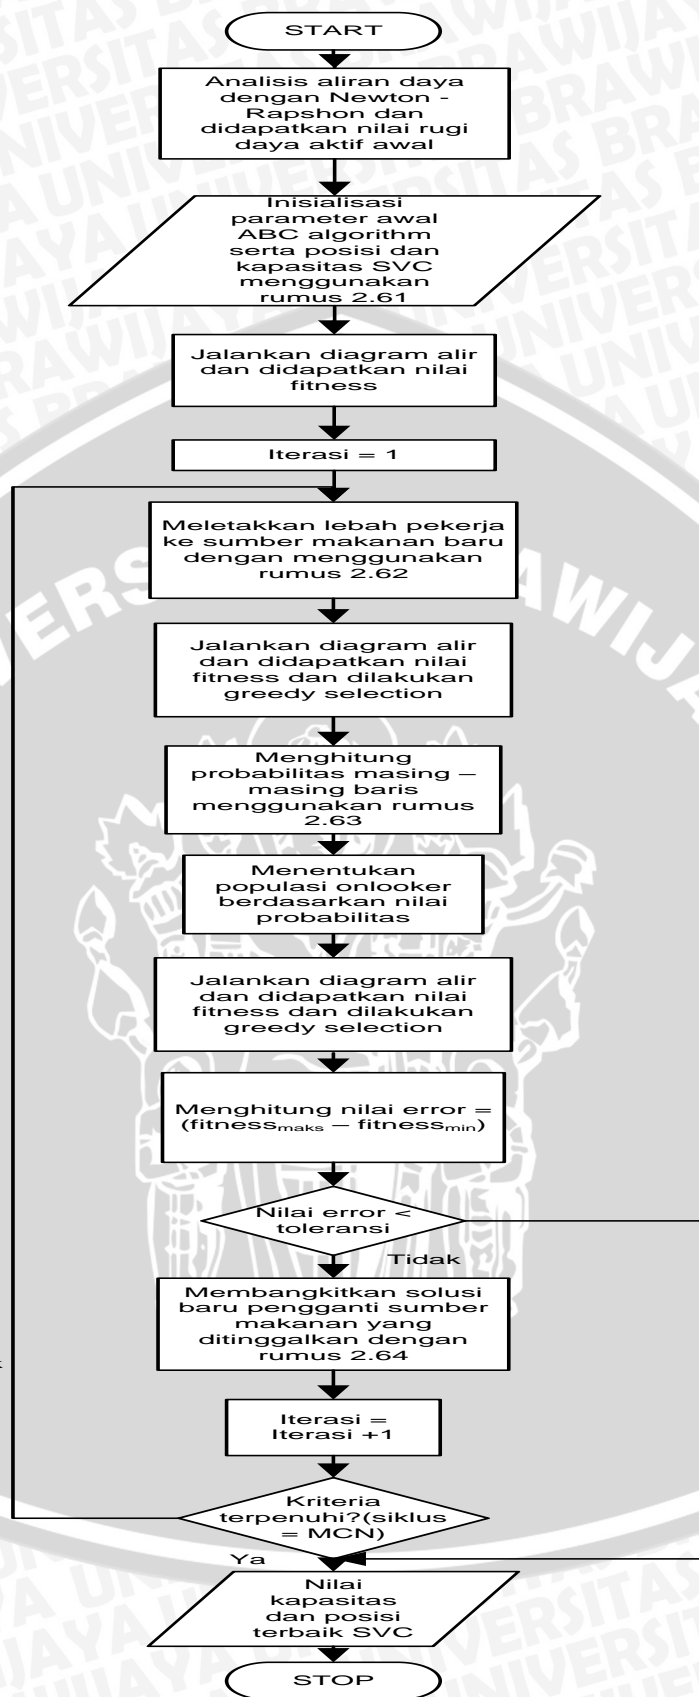 START
Analisis aliran daya
dengan Newton -
Rapshon dan
didapatkan nilai rugi
daya aktif awal
Inisialisasi
parameter awal
ABC algorithm
serta posisi dan
kapasitas SVC
menggunakan
rumus 2.61
Jalankan diagram alir
dan didapatkan nilai
fitness
Iterasi = 1
Meletakkan lebah pekerja
ke sumber makanan baru
dengan menggunakan
rumus 2.62
Jalankan diagram alir
dan didapatkan nilai
fitness dan dilakukan
greedy selection
Menghitung
probabilitas masing –
masing baris
menggunakan rumus
2.63
Menentukan
populasi onlooker
berdasarkan nilai
probabilitas
Jalankan diagram alir
dan didapatkan nilai
fitness dan dilakukan
greedy selection
Menghitung nilai error =
(fitnessmaks – fitnessmin)
Nilai error <
toleransi
Tidak
Membangkitkan solusi
baru pengganti sumber
makanan yang
ditinggalkan dengan
rumus 2.64
Iterasi =
Iterasi +1
Kriteria
terpenuhi?(siklus
= MCN)
Ya
Nilai
kapasitas
dan posisi
terbaik SVC
STOP